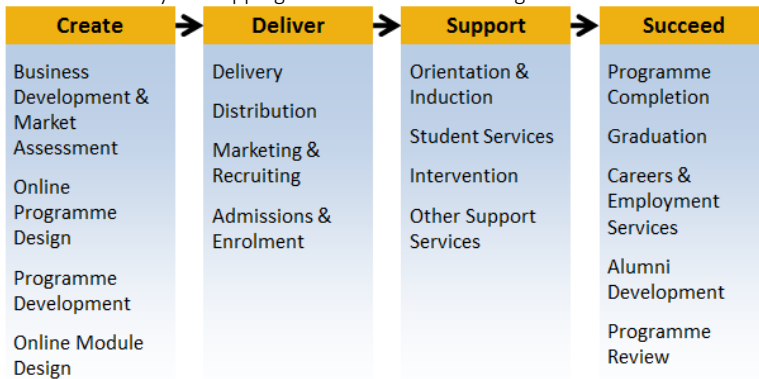 Create
Deliver
Support
Succeed
Business
Development &
Market
Assessment
Online
Programme
Design
Programme
Development
Online Module
Design
Delivery
Distribution
Marketing &
Recruiting
Admissions &
Enrolment
Orientation &
Induction
Student Services
Intervention
Other Support
Services
Programme
Completion
Graduation
Careers &
Employment
Services
Alumni
Development
Programme
Review